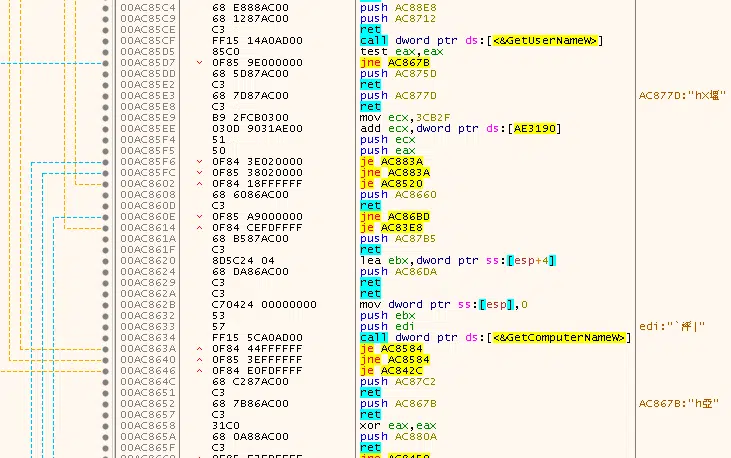 00AC85C4 68 E888AC00 push AC88E8
00AC85C9 68 1287AC00 push AC8712
00AC85CE C3 ret
00AC85CF FF15 14A0AD00 call dword ptr ds:[<&GetUserNameW>]
00AC85D5 85C0 test eax,eax
00AC85D7 0F85 9E000000 jne AC867B
00AC85DD 68 5D87AC00 push AC875D
00AC85E2 C3 ret
00AC85E3 68 7D87AC00 push AC877D AC877D:"h
00AC85E8 C3 ret
00AC85E9 B9 2FCB0300 mov ecx,3CB2F
00AC85EE 030D 9031AE00 add ecx,dword ptr ds:[AE3190]
00AC85F4 51 push ecx
00AC85F5 50 push eax
00AC85F6 0F84 3E020000 je AC883A
00AC85FC 0F85 38020000 jne AC883A
00AC8602 0F84 18FFFFFF je AC8520
00AC8608 68 6086AC00 push AC8660
00AC860D C3 ret
00AC860E 0F85 A9000000 jne AC86BD
00AC8614 0F84 CEFDFFFF je AC83E8
00AC861A 68 B587AC00 push AC87B5
00AC861F C3 ret
00AC8620 8D5C24 04 lea ebx,dword ptr ss:[esp+4]
00AC8624 68 DA86AC00 push AC86DA
00AC8629 C3 ret
00AC862A C3 ret
00AC862B C70424 00000000 mov dword ptr ss:[esp],0
00AC8632 53 push ebx
00AC8633 57 push edi edi:"
00AC8634 FF15 5CA0AD00 call dword ptr ds:[<&GetComputerNameW>]
00AC863A 0F84 44FFFFFF je AC8584
00AC8640 0F85 3EFFFFFF jne AC8584
00AC8646 0F84 E0FDFFFF je AC842C
00AC864C 68 C287AC00 push AC87C2
00AC8651 C3 ret
00AC8652 68 7B86AC00 push AC867B AC867B:"h亞"
00AC8657 C3 ret
00AC8658 31C0 xor eax,eax
00AC865A 68 0A88AC00 push AC880A
00AC865F C3 ret